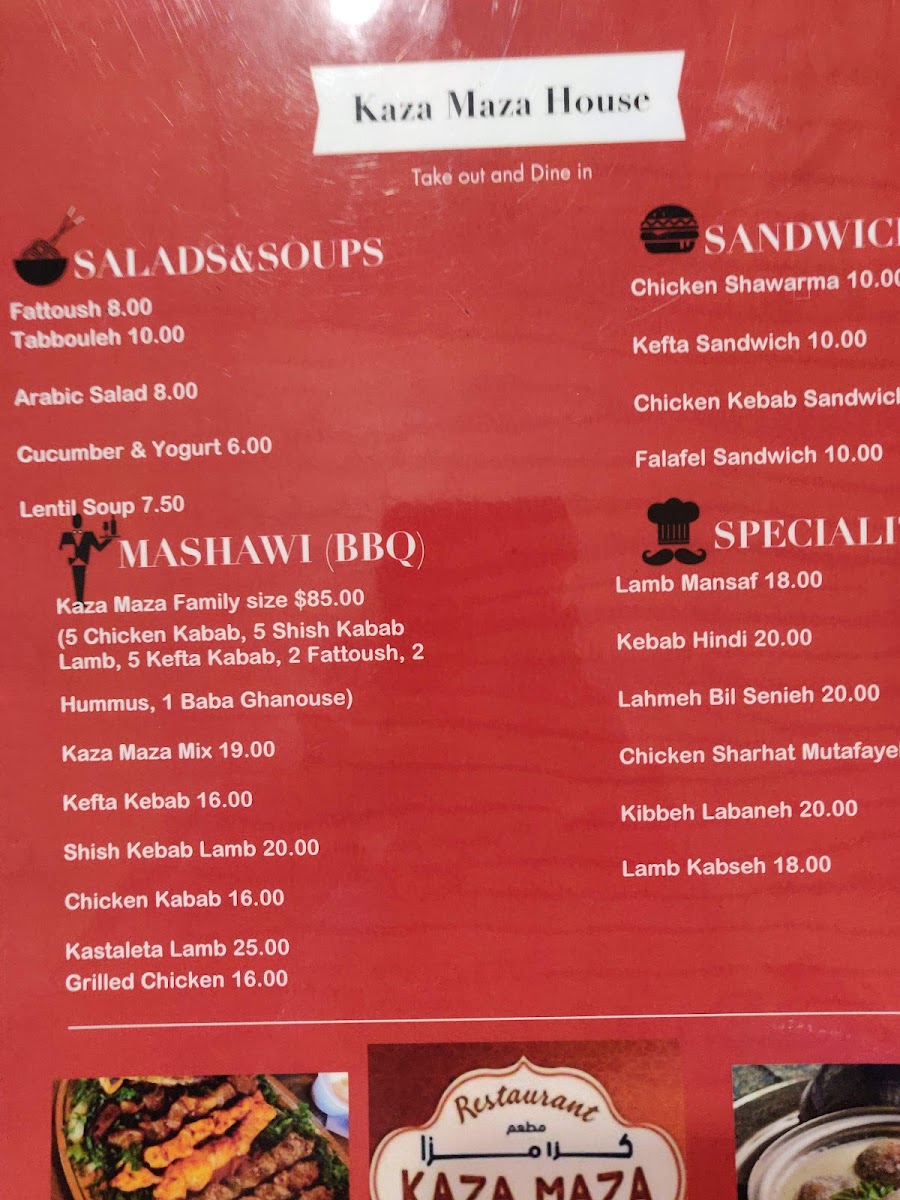 Kaza Maza House
Take out and Dine in
SALADS&SOUPS
Fattoush 8.00
Tabbouleh 10.00
Arabic Salad 8.00
Cucumber & Yogurt 6.00
Lentil Soup 7.50
MASHAWI (BBQ)
Kaza Maza Family size $85.00
(5 Chicken Kabab, 5 Shish Kabab
Lamb, 5 Kefta Kabab, 2 Fattoush, 2
Hummus, 1 Baba Ghanouse)
Kaza Maza Mix 19.00
Kefta Kebab 16.00
Shish Kebab Lamb 20.00
Chicken Kabab 16.00
Kastaleta Lamb 25.00
Grilled Chicken 16.00
SANDWIC
Chicken Shawarma 10.00
Kefta Sandwich 10.00
Chicken Kebab Sandwich
Falafel Sandwich 10.00
SPECIALI
Lamb Mansaf 18.00
Kebab Hindi 20.00
Lahmeh Bil Senieh 20.00
Chicken Sharhat Mutafaye
Kibbeh Labaneh 20.00
Lamb Kabseh 18.00
Restaurant
مطعم
كزا مزا
KAZA MAZA